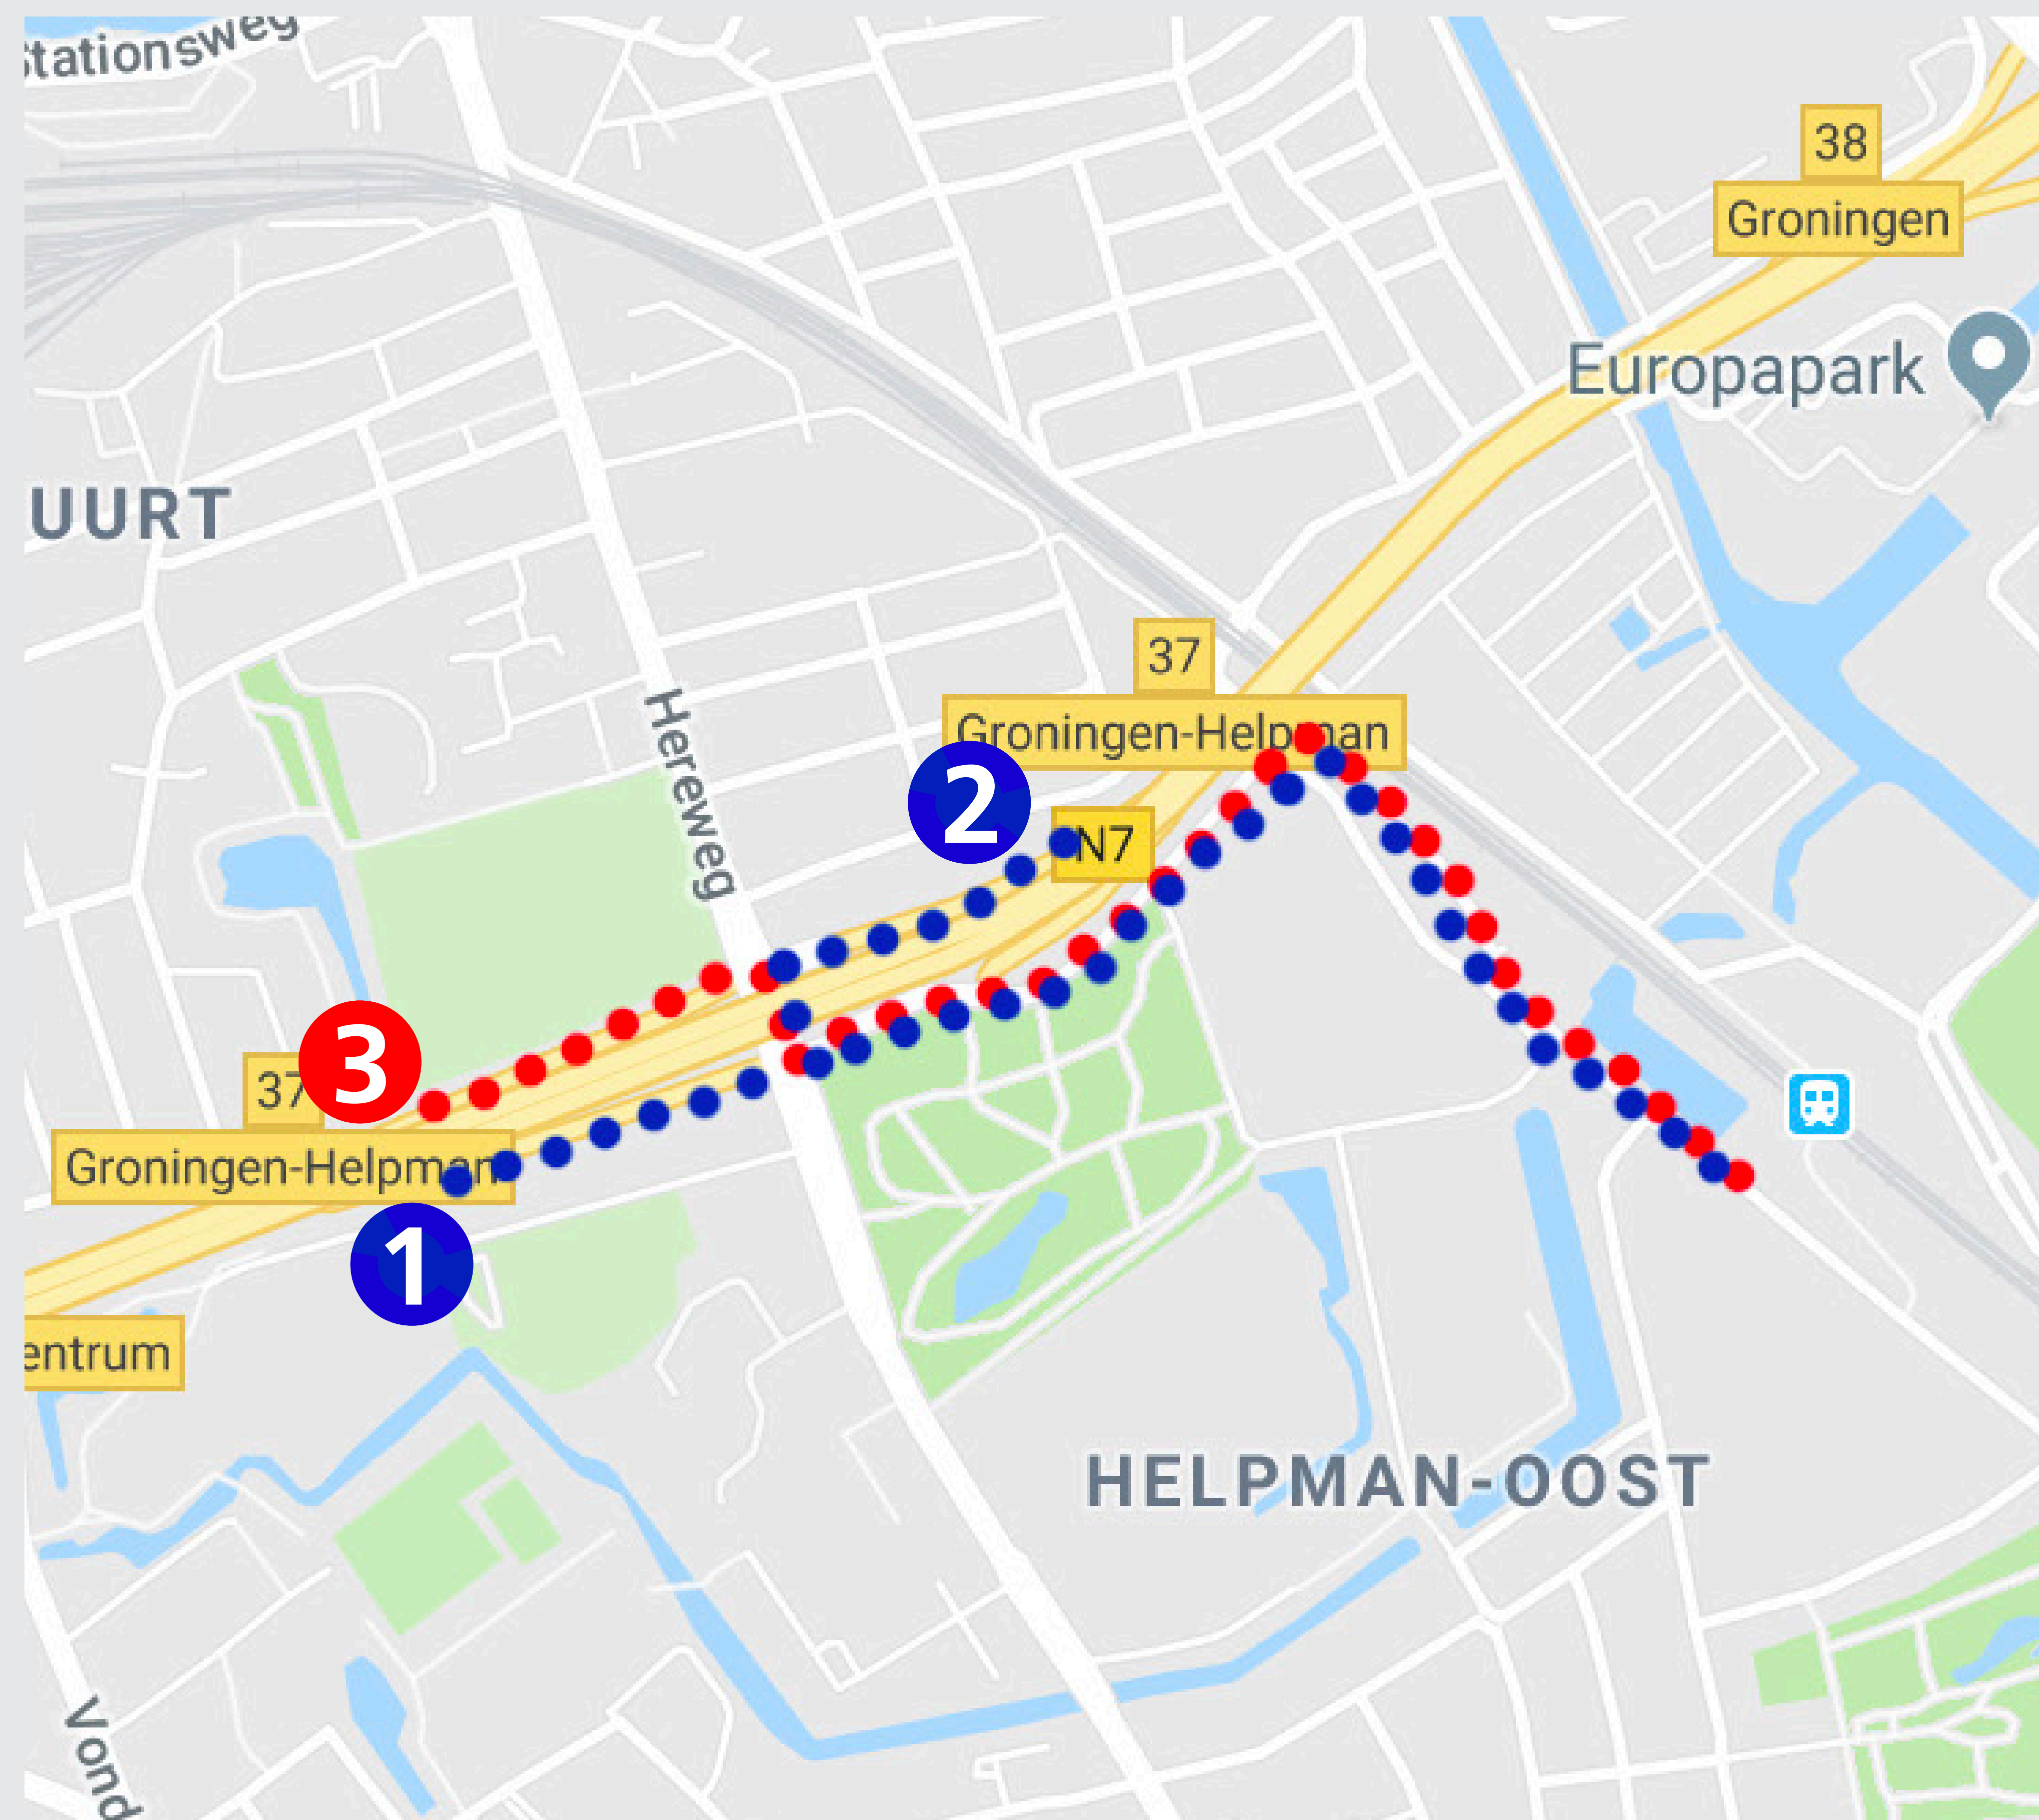 Stationsweg
38
Groningen
Europapark
UURT
37
Groningen-Helpman
Hereweg
2
N7
3
37
Groningen-Helpman
1
entrum
HELPMAN-OOST
Vond